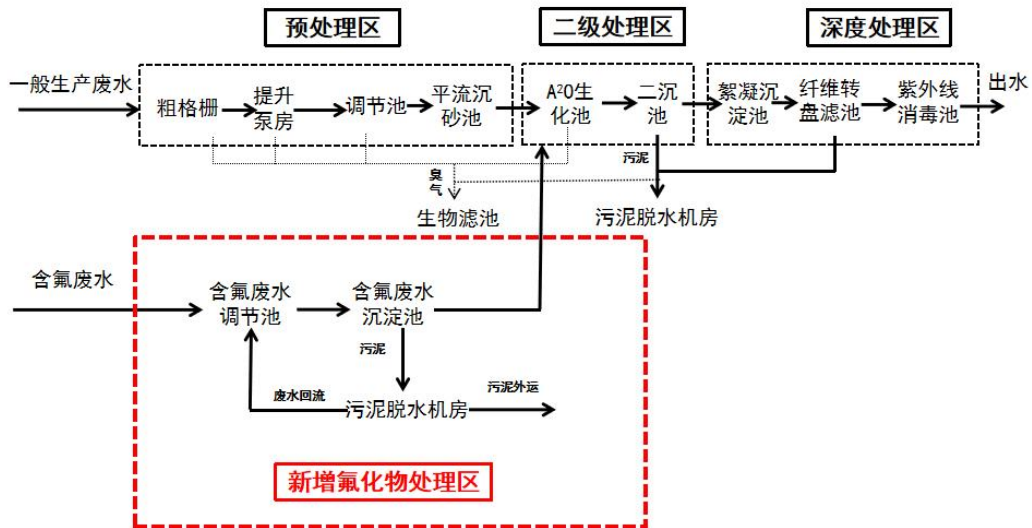 预处理区
二级处理区
深度处理区
一般生产废水
粗格栅
提升
泵房
调节池
平流沉
砂池
A²O生
化池
二沉
池
絮凝沉
淀池
纤维转
盘滤池
紫外线
消毒池
出水
臭
气
污泥
生物滤池
污泥脱水机房
含氟废水
含氟废水
调节池
含氟废水
沉淀池
污泥
废水回流
污泥脱水机房
污泥外运
新增氟化物处理区